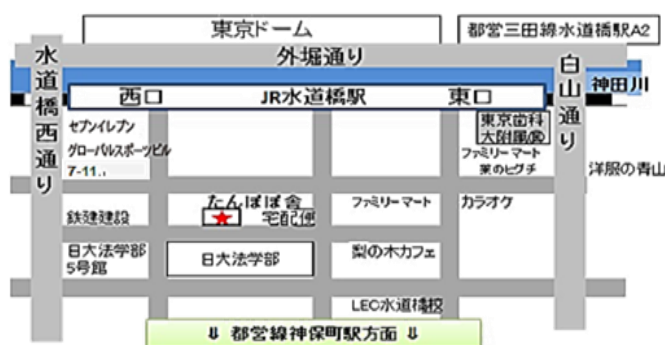 東京ドーム
都営三田線水道橋駅A2
外堀通り
水道橋西通り
白山通り
神田川
西口
JR水道橋駅
東口
セブンイレブン
グローバルスポーツビル
7-11.
東京歯科
大附属㊩
ファミリーマート
薬のヒグチ
洋服の青山
たんぽぽ舎
宅配便
鉄建建設
ファミリーマート
カラオケ
日大法学部
5号館
日大法学部
梨の木カフェ
LEC水道橋校
⇓ 都営線神保町駅方面 ⇓